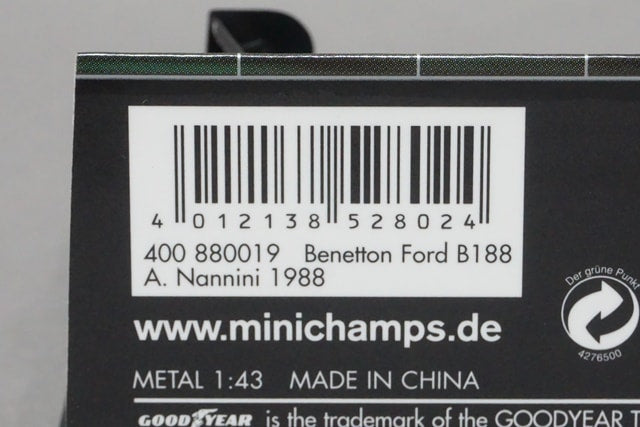 4 012138 528024
400 880019 Benetton Ford B188
A. Nannini 1988
Der grüne Punkt
4276500
www.minichamps.de
METAL 1:43 MADE IN CHINA
GOODYEAR is the trademark of the GOODYEAR T